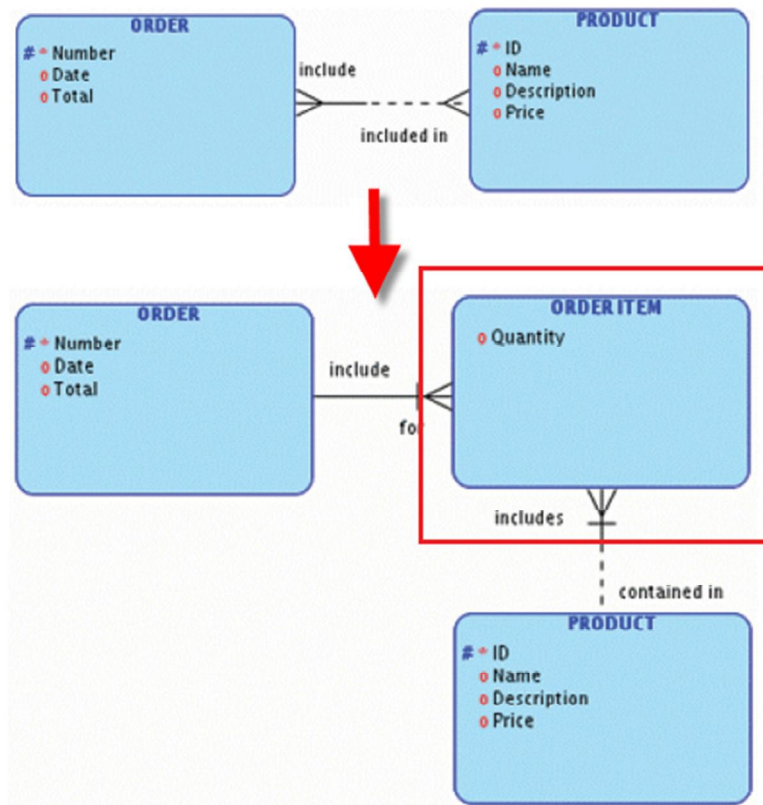 ORDER
# * Number
o Date
o Total
include
included in
PRODUCT
# * ID
o Name
o Description
o Price
ORDER
# * Number
o Date
o Total
include
for
ORDER ITEM
o Quantity
includes
contained in
PRODUCT
# * ID
o Name
o Description
o Price